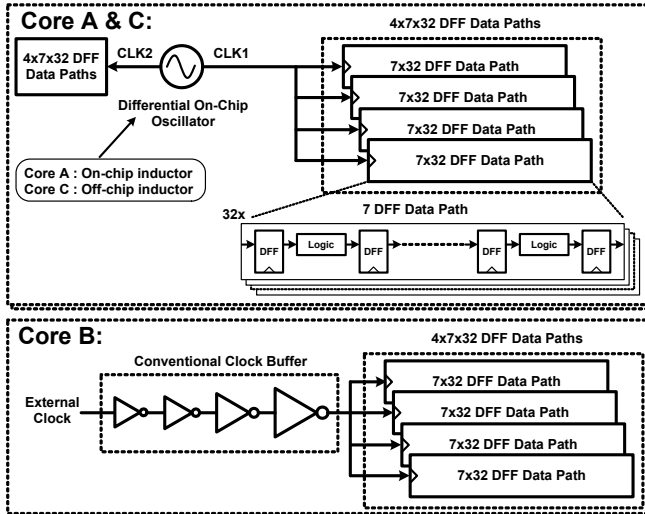 Core A & C:
4x7x32 DFF Data Paths
4x7x32 DFF
Data Paths
CLK2
CLK1
Differential On-Chip
Oscillator
Core A : On-chip inductor
Core C : Off-chip inductor
7x32 DFF Data Path
7x32 DFF Data Path
7x32 DFF Data Path
7x32 DFF Data Path
32x
7 DFF Data Path
DFF
Logic
DFF
DFF
Logic
DFF
Core B:
4x7x32 DFF Data Paths
Conventional Clock Buffer
External
Clock
7x32 DFF Data Path
7x32 DFF Data Path
7x32 DFF Data Path
7x32 DFF Data Path